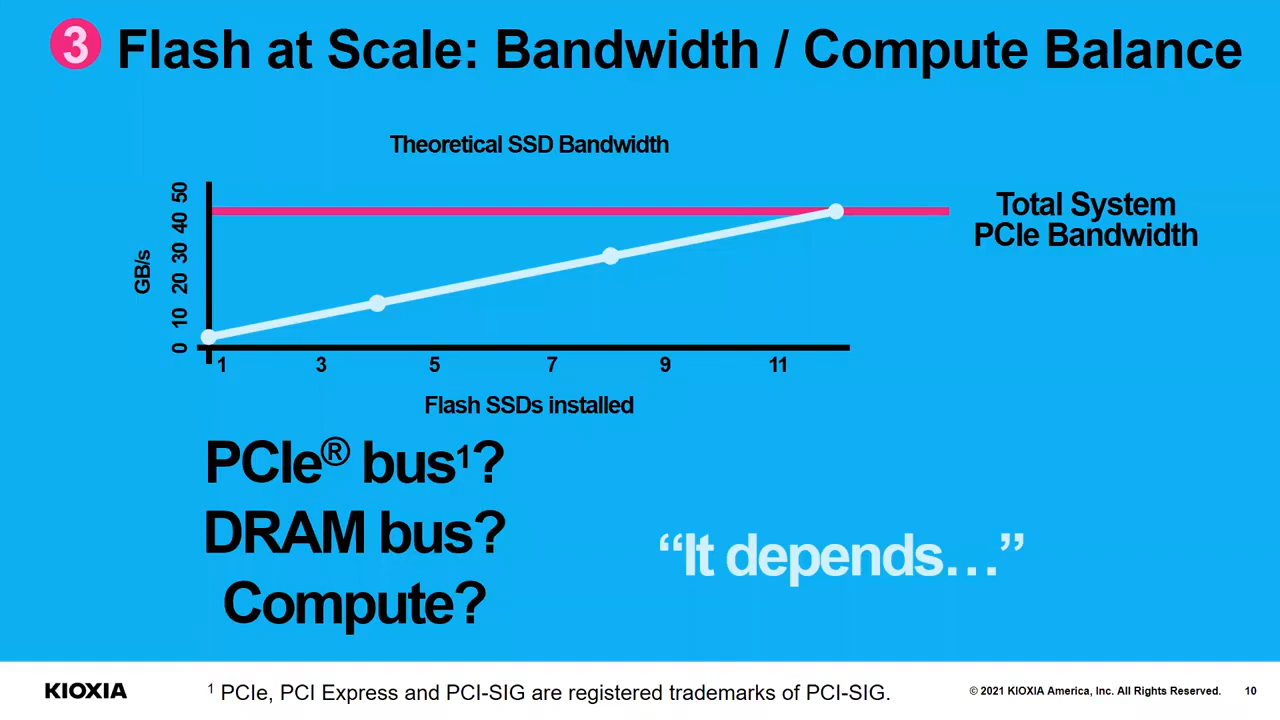 3 Flash at Scale: Bandwidth / Compute Balance
Theoretical SSD Bandwidth
50
40
30
20
10
0
GB/s
1 3 5 7 9 11
Flash SSDs installed
Total System
PCIe Bandwidth
PCIe® bus¹?
DRAM bus?
Compute?
“It depends…”
KIOXIA
¹ PCIe, PCI Express and PCI-SIG are registered trademarks of PCI-SIG.
© 2021 KIOXIA America, Inc. All Rights Reserved. 10